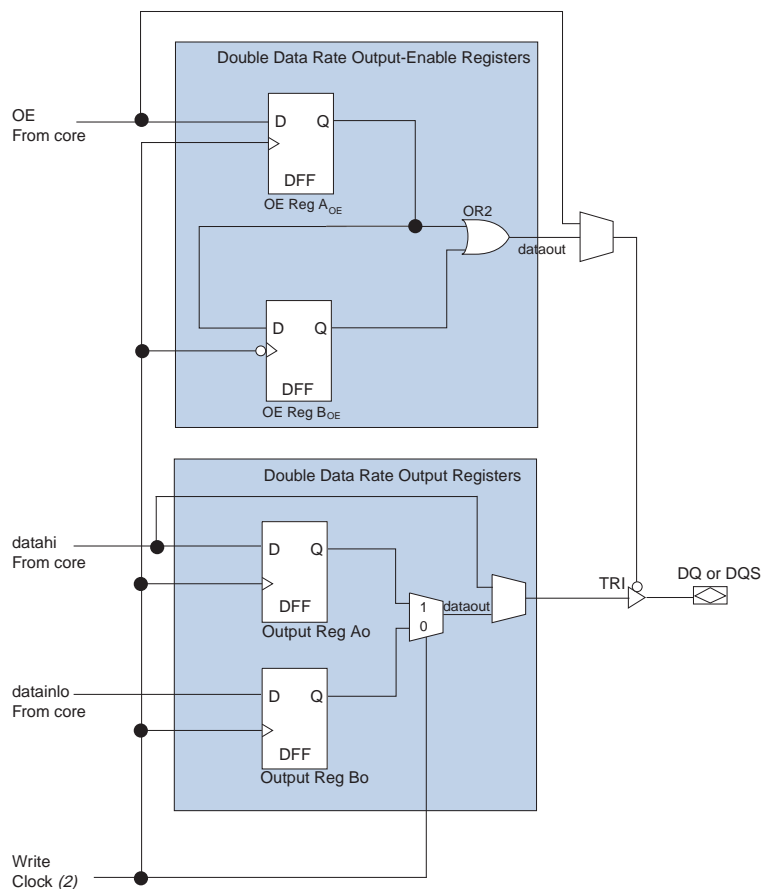 Double Data Rate Output-Enable Registers
OE
From core
D Q
DFF
OE Reg AOE
OR2
dataout
D Q
DFF
OE Reg BOE
Double Data Rate Output Registers
datahi
From core
D Q
DFF
Output Reg Ao
1
0
dataout
TRI
DQ or DQS
datainlo
From core
D Q
DFF
Output Reg Bo
Write
Clock (2)